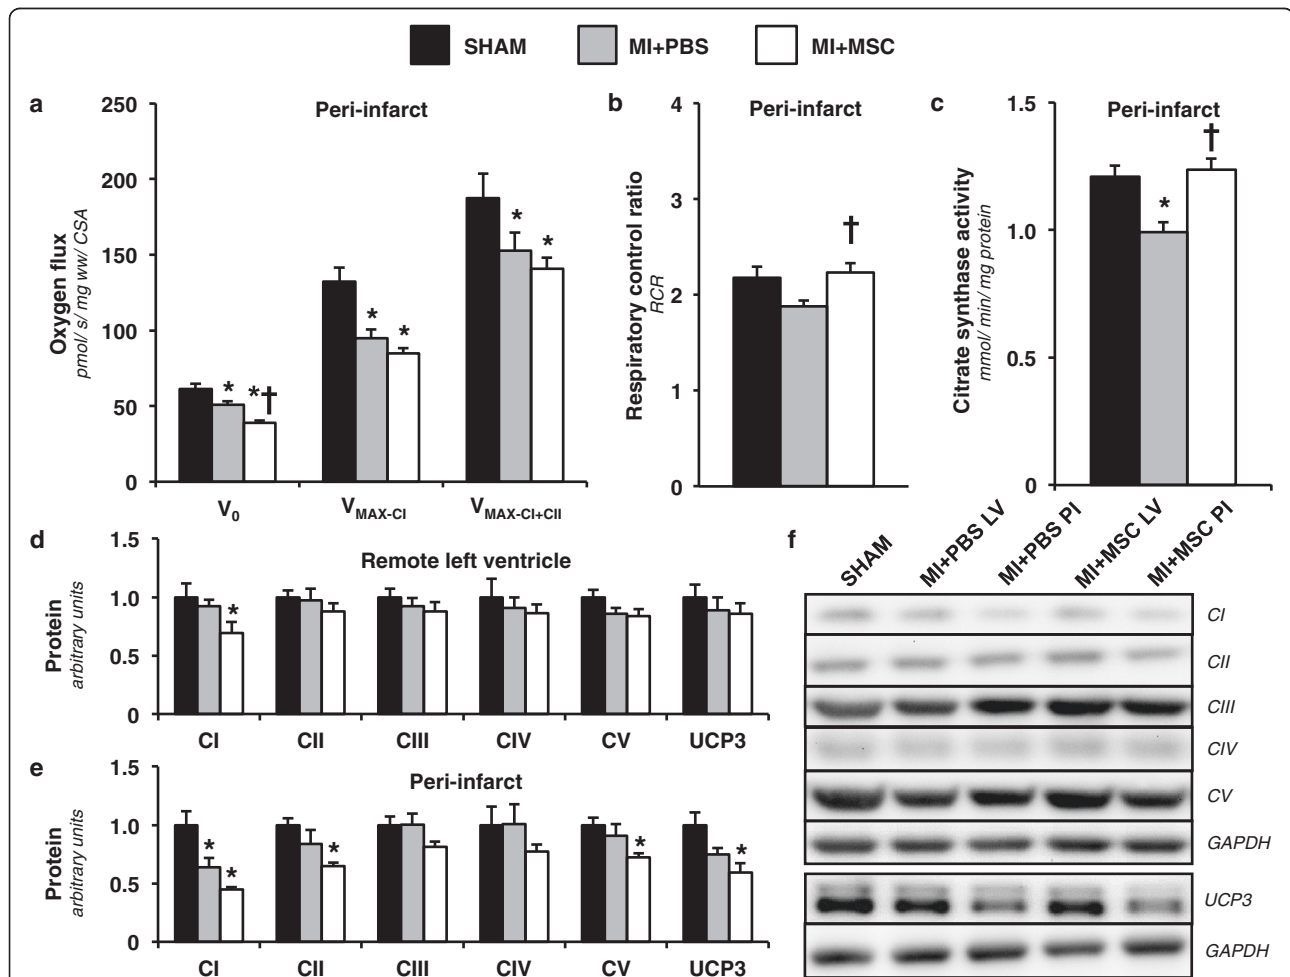 SHAM MI+PBS MI+MSC
a
Peri-infarct
Oxygen flux
pmol/ s/ mg ww/ CSA
250
200
150
100
50
0
* *† * * * *
V0 VMAX-CI VMAX-CI+CII
b
Peri-infarct
Respiratory control ratio
RCR
4
3
2
1
0
†
c
Peri-infarct
Citrate synthase activity
mmol/ min/ mg protein
1.5
1.0
0.5
0
* †
d
Remote left ventricle
Protein
arbitrary units
1.5
1.0
0.5
0
*
CI CII CIII CIV CV UCP3
e
Peri-infarct
Protein
arbitrary units
1.5
1.0
0.5
0
* * * * *
CI CII CIII CIV CV UCP3
f
SHAM MI+PBS LV MI+PBS PI MI+MSC LV MI+MSC PI
CI
CII
CIII
CIV
CV
GAPDH
UCP3
GAPDH